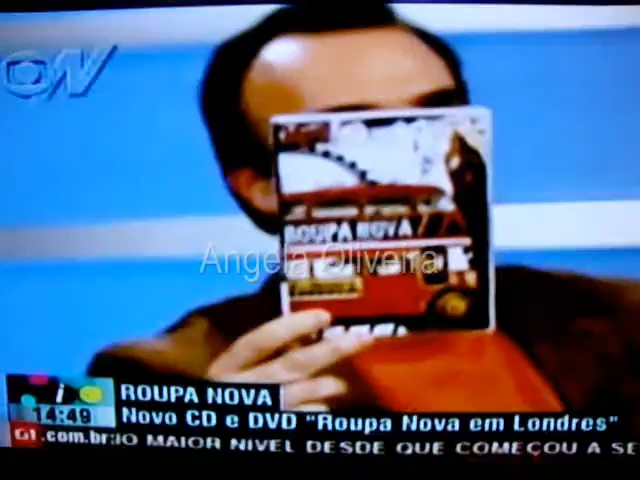 N
ROUPA NOVA
Angela Oliveira
ROUPA NOVA
Novo CD e DVD "Roupa Nova em Londres"
i
14:49
G1.com.br:IO MAIOR NIVEL DESDE QUE COMEÇOU A SE